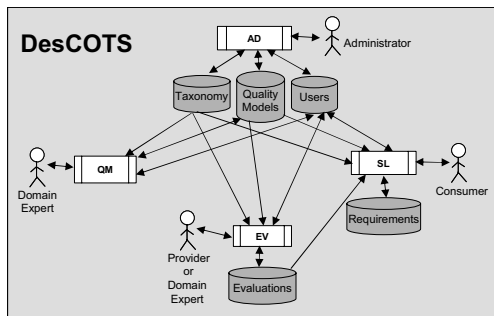 DesCOTS
AD
Administrator
Taxonomy
Quality
Models
Users
QM
Domain
Expert
SL
Consumer
Requirements
EV
Provider
or
Domain
Expert
Evaluations